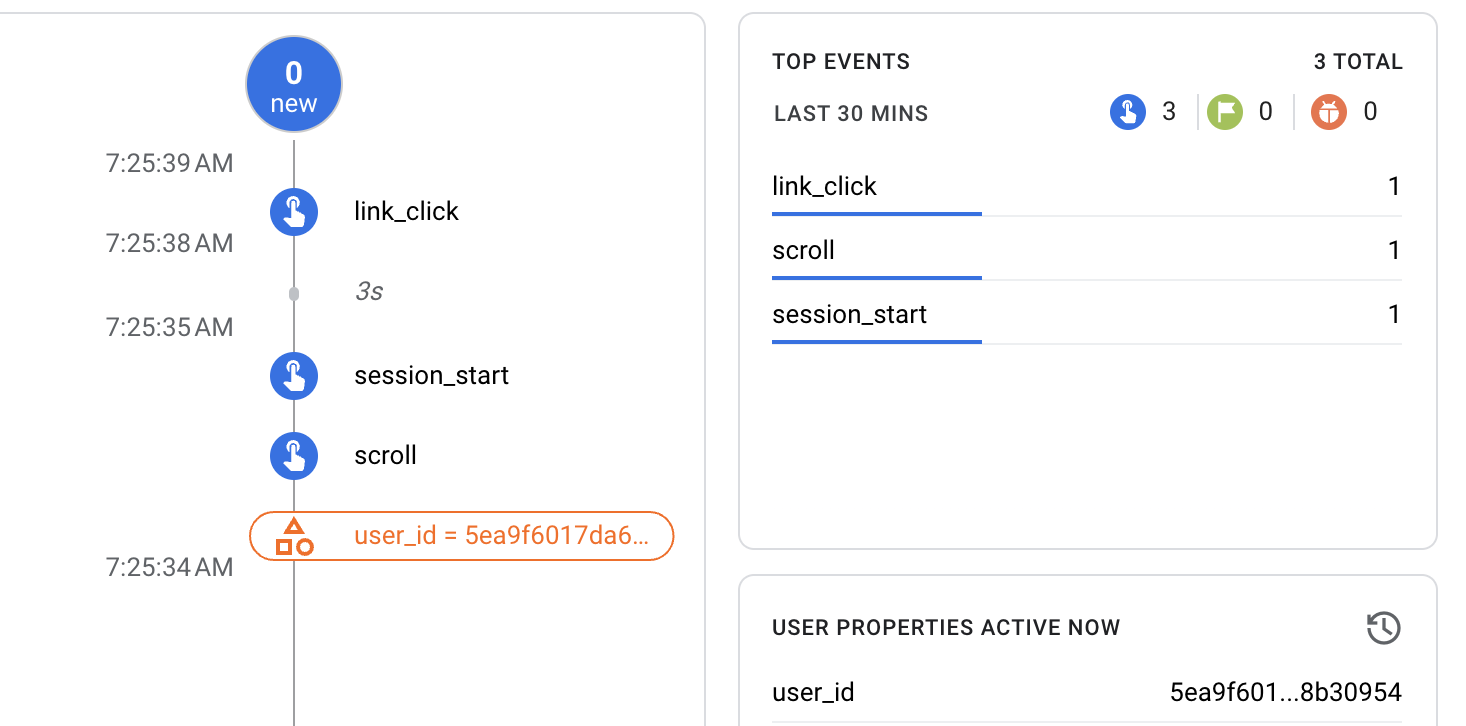 0
new
7:25:39 AM
link_click
7:25:38 AM
3s
7:25:35 AM
session_start
scroll
user_id = 5ea9f6017da6...
7:25:34 AM
TOP EVENTS 3 TOTAL
LAST 30 MINS 3 0 0
link_click 1
scroll 1
session_start 1
USER PROPERTIES ACTIVE NOW
user_id 5ea9f601...8b30954